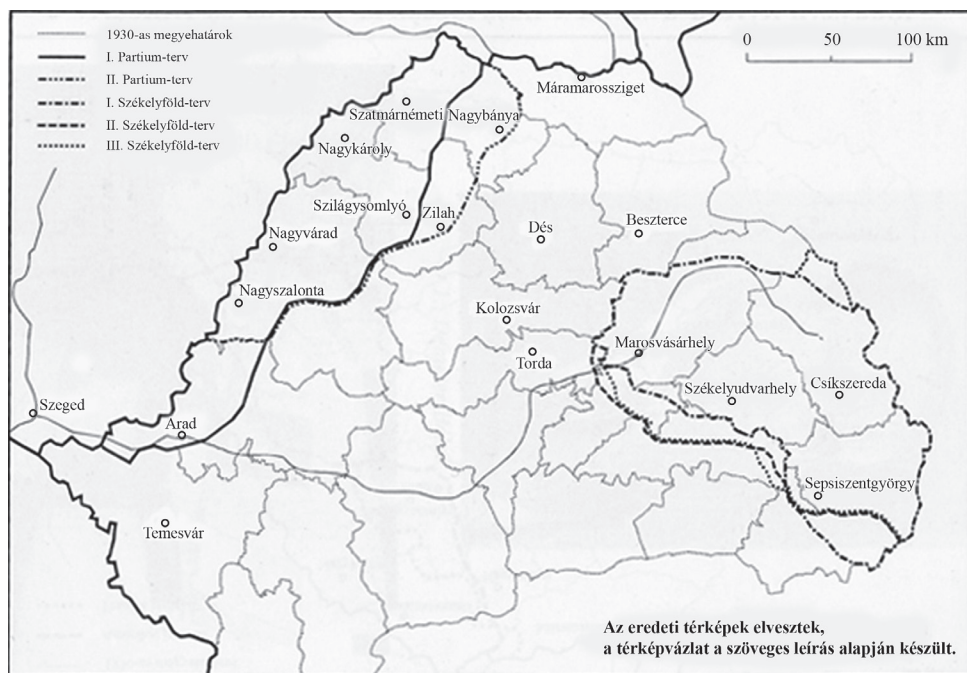 1930-as megyehatárok
I. Partium-terv
II. Partium-terv
I. Székelyföld-terv
II. Székelyföld-terv
III. Székelyföld-terv
0 50 100 km
Máramarossziget
Szatmárnémeti
Nagybánya
Nagykároly
Szilágysomlyó
Zilah
Nagyvárad
Dés
Beszterce
Nagyszalonta
Kolozsvár
Torda
Marosvásárhely
Székelyudvarhely
Csíkszereda
Szeged
Arad
Sepsiszentgyörgy
Temesvár
Az eredeti térképek elvesztek,
a térképvázlat a szöveges leírás alapján készült.